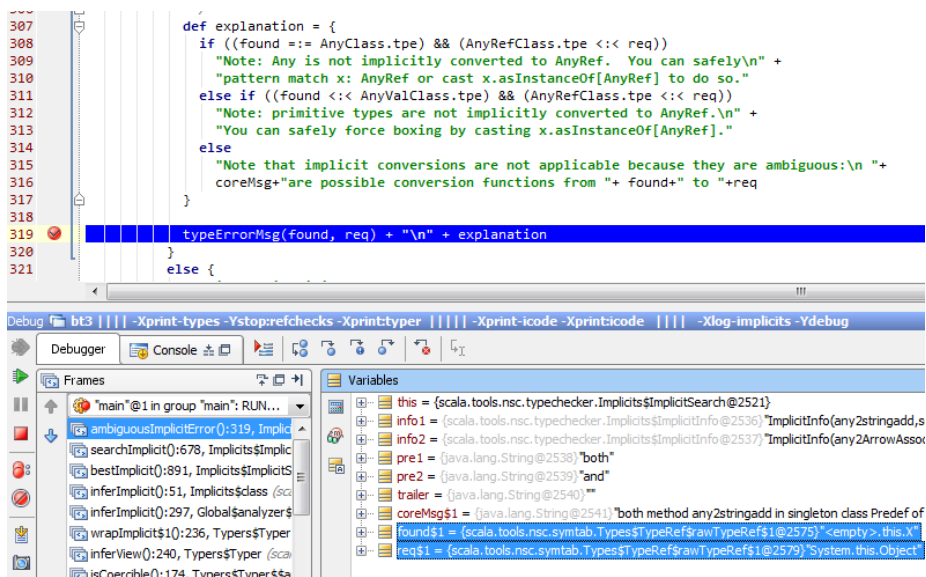 307 def explanation = {
308 if ((found =:= AnyClass.tpe) && (AnyRefClass.tpe <:< req))
309 "Note: Any is not implicitly converted to AnyRef.  You can safely\n" +
310 "pattern match x: AnyRef or cast x.asInstanceOf[AnyRef] to do so."
311 else if ((found <:< AnyValClass.tpe) && (AnyRefClass.tpe <:< req))
312 "Note: primitive types are not implicitly converted to AnyRef.\n" +
313 "You can safely force boxing by casting x.asInstanceOf[AnyRef]."
314 else
315 "Note that implicit conversions are not applicable because they are ambiguous:\n "+
316 coreMsg+"are possible conversion functions from "+ found+" to "+req
317 }
318
319 typeErrorMsg(found, req) + "\n" + explanation
320 }
321 else {
Debug bt3 |||| -Xprint-types -Ystop:refchecks -Xprint:typer ||||| -Xprint-icode -Xprint:icode |||| -Xlog-implicits -Ydebug
Debugger Console
Frames
"main"@1 in group "main": RUN...
ambiguousImplicitError():319, Implici
searchImplicit():678, Implicits$Implic
bestImplicit():891, Implicits$ImplicitS
inferImplicit():51, Implicits$class (sca
inferImplicit():297, Global$analyzer$
wrapImplicit$1():236, Typers$Typer
inferView():240, Typers$Typer (scal
isCoercible():174, Typers$Typer$$a
Variables
this = {scala.tools.nsc.typechecker.Implicits$ImplicitSearch@2521}
info1 = {scala.tools.nsc.typechecker.Implicits$ImplicitInfo@2536}"ImplicitInfo(any2stringadd,s
info2 = {scala.tools.nsc.typechecker.Implicits$ImplicitInfo@2537}"ImplicitInfo(any2ArrowAssoc
pre1 = {java.lang.String@2538}"both"
pre2 = {java.lang.String@2539}"and"
trailer = {java.lang.String@2540}""
coreMsg$1 = {java.lang.String@2541}"both method any2stringadd in singleton class Predef of
found$1 = {scala.tools.nsc.symtab.Types$TypeRef$rawTypeRef$1@2575}"<empty>.this.X"
req$1 = {scala.tools.nsc.symtab.Types$TypeRef$rawTypeRef$1@2579}"System.this.Object"